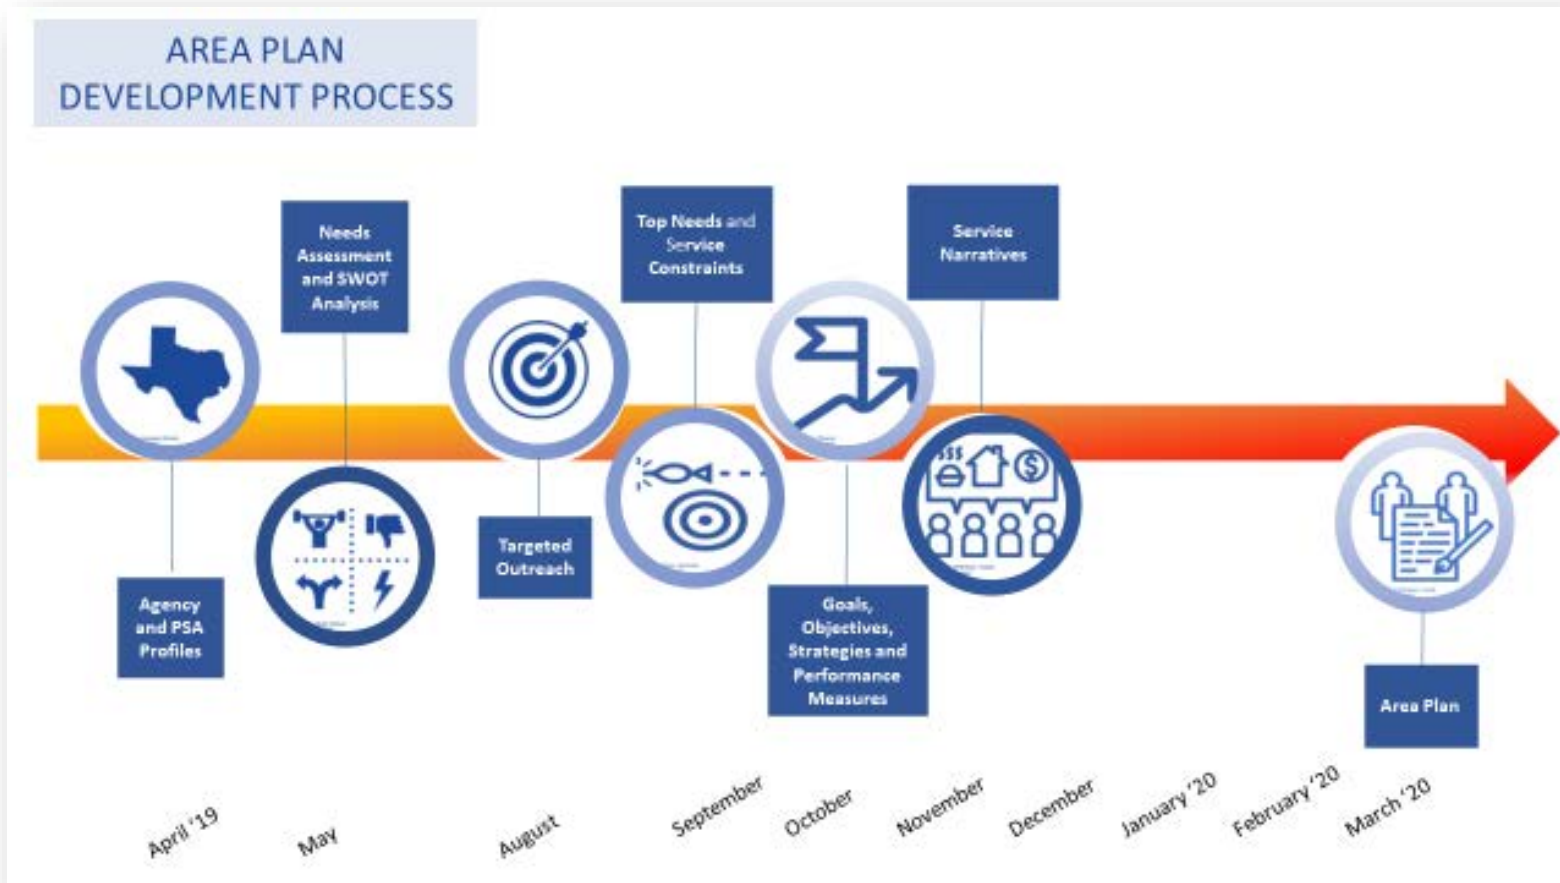 AREA PLAN
DEVELOPMENT PROCESS
Agency
and PSA
Profiles
Needs
Assessment
and SWOT
Analysis
Targeted
Outreach
Top Needs and
Service
Constraints
Goals,
Objectives,
Strategies and
Performance
Measures
Service
Narratives
$$$
$
Area Plan
April '19
May
August
September
October
November
December
January '20
February '20
March '20